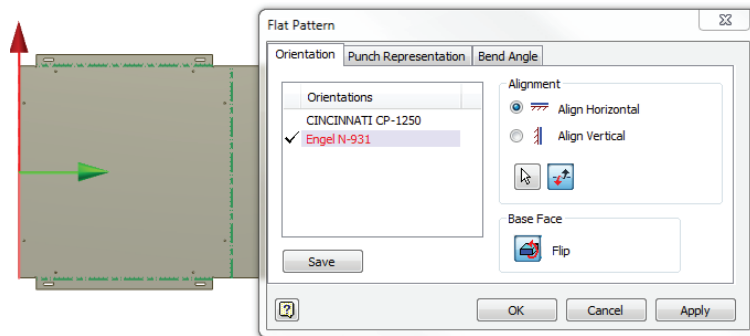 Flat Pattern
Orientation Punch Representation Bend Angle
Orientations
CINCINNATI CP-1250
Engel N-931
Save
Alignment
Align Horizontal
Align Vertical
Base Face
Flip
?
OK Cancel Apply